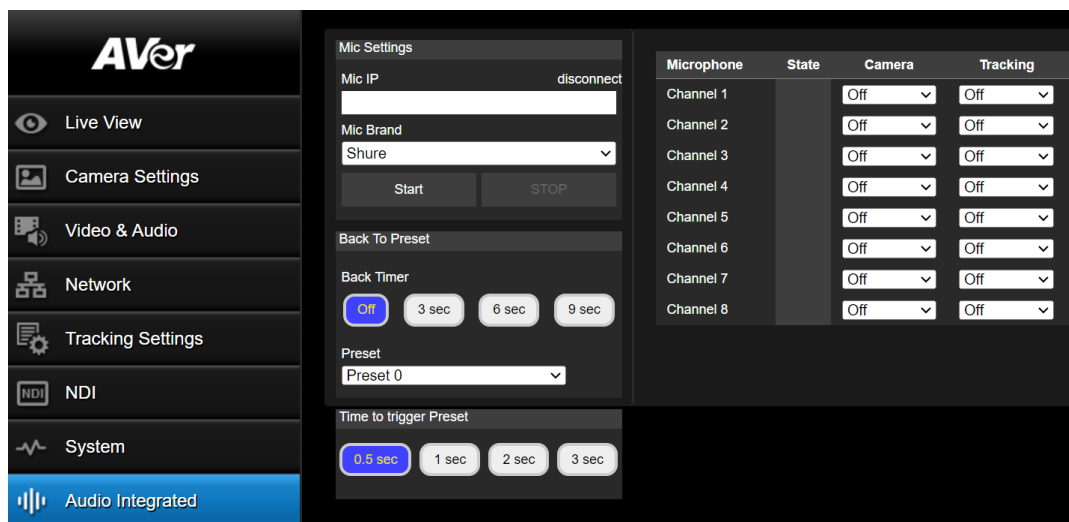 AVer
Live View
Camera Settings
Video & Audio
Network
Tracking Settings
NDI NDI
System
Audio Integrated
Mic Settings
Mic IP disconnect
Mic Brand
Shure
Start STOP
Back To Preset
Back Timer
Off 3 sec 6 sec 9 sec
Preset
Preset 0
Time to trigger Preset
0.5 sec 1 sec 2 sec 3 sec
Microphone State Camera Tracking
Channel 1 Off Off
Channel 2 Off Off
Channel 3 Off Off
Channel 4 Off Off
Channel 5 Off Off
Channel 6 Off Off
Channel 7 Off Off
Channel 8 Off Off